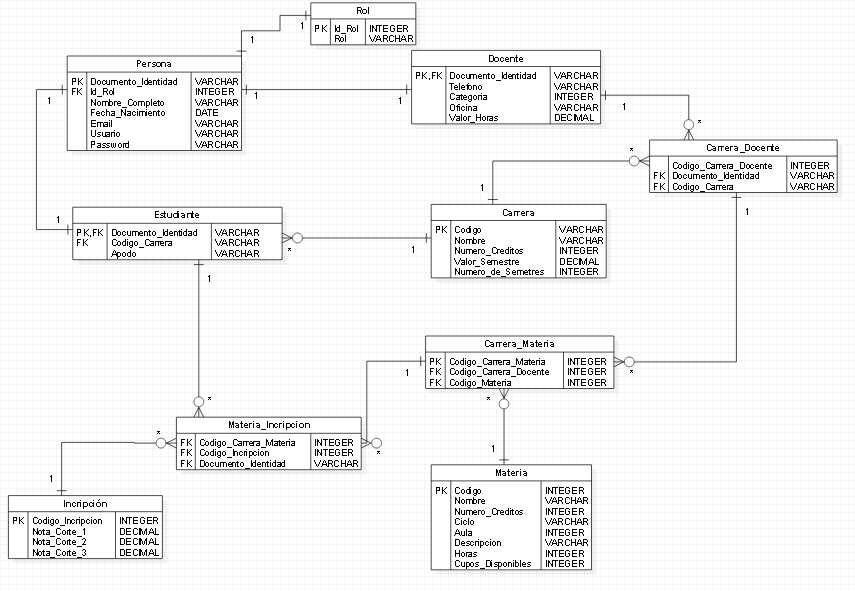 Rol
PK Id_Rol INTEGER
Rol VARCHAR
1
1
Persona
PK Documento_Identidad VARCHAR
FK Id_Rol INTEGER
Nombre_Completo VARCHAR
Fecha_Nacimiento DATE
Email VARCHAR
Usuario VARCHAR
Password VARCHAR
1
1
1
Docente
PK,FK Documento_Identidad VARCHAR
Telefono VARCHAR
Categoria INTEGER
Oficina VARCHAR
Valor_Horas DECIMAL
1
*
*
Carrera_Docente
Codigo_Carrera_Docente INTEGER
FK Documento_Identidad VARCHAR
FK Codigo_Carrera VARCHAR
1
1
1
Estudiante
PK,FK Documento_Identidad VARCHAR
FK Codigo_Carrera VARCHAR
Apodo VARCHAR
*
1
1
Carrera
PK Codigo VARCHAR
Nombre VARCHAR
Numero_Creditos INTEGER
Valor_Semestre DECIMAL
Numero_de_Semetres INTEGER
Carrera_Materia
PK Codigo_Carrera_Materia INTEGER
FK Codigo_Carrera_Docente INTEGER
FK Codigo_Materia INTEGER
1
*
*
*
Materia_Incripcion
FK Codigo_Carrera_Materia INTEGER
FK Codigo_Incripcion INTEGER
FK Documento_Identidad VARCHAR
*
*
1
1
Materia
PK Codigo INTEGER
Nombre VARCHAR
Numero_Creditos INTEGER
Ciclo VARCHAR
Aula INTEGER
Descripcion VARCHAR
Horas INTEGER
Cupos_Disponibles INTEGER
Incripción
PK Codigo_Incripcion INTEGER
Nota_Corte_1 DECIMAL
Nota_Corte_2 DECIMAL
Nota_Corte_3 DECIMAL